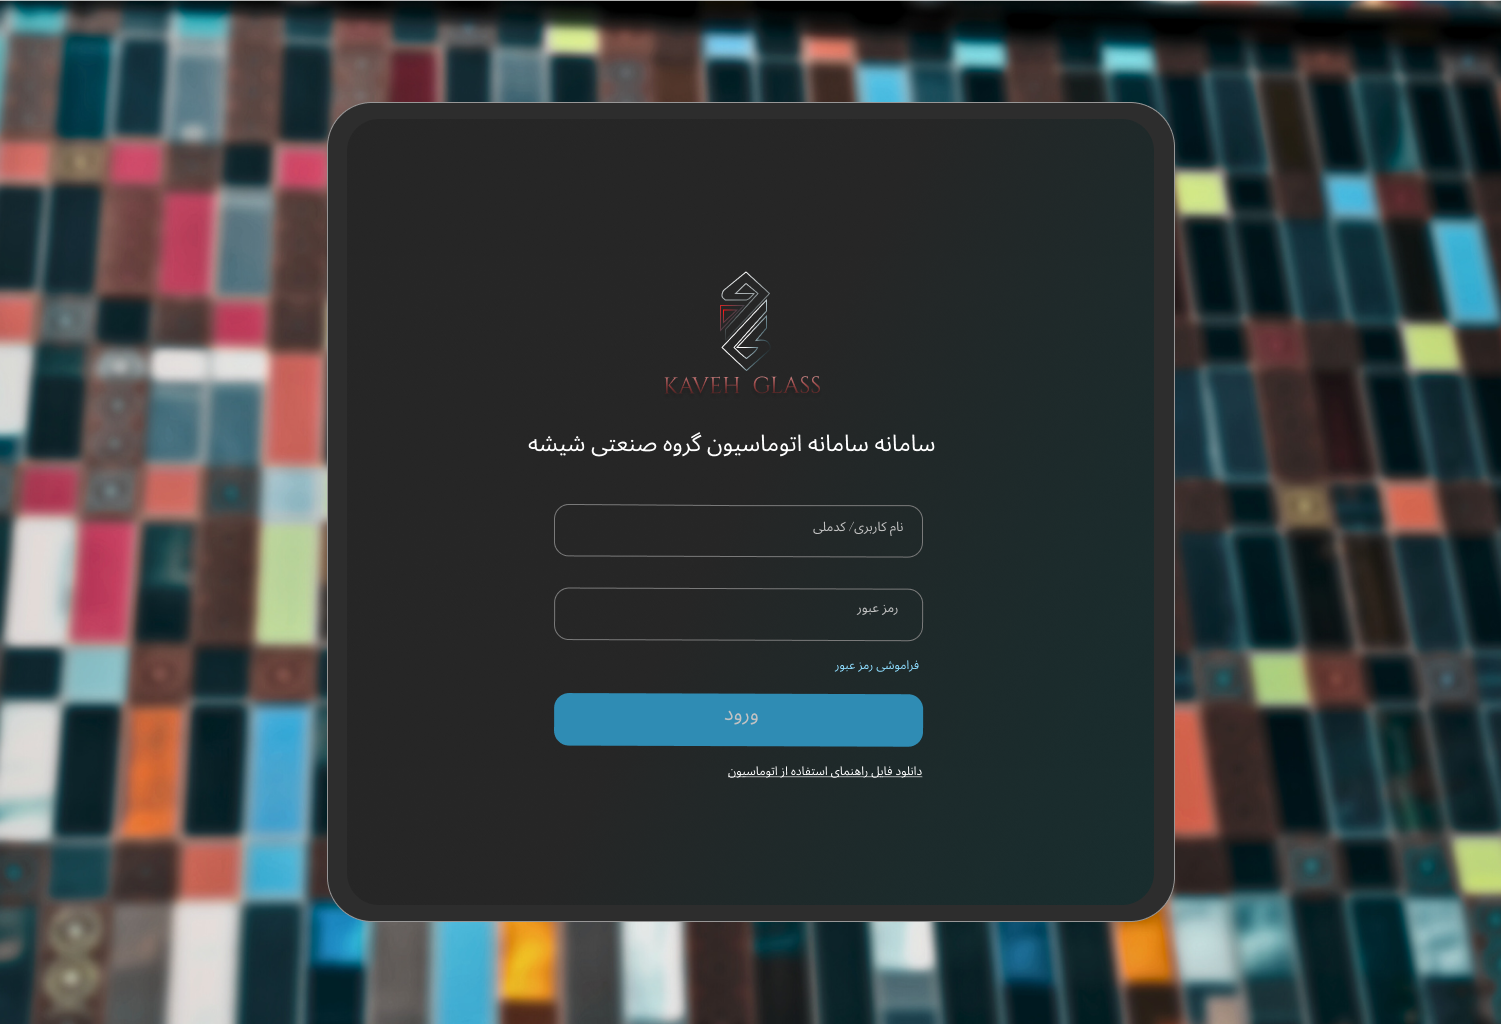 KAVEH GLASS
سامانه سامانه اتوماسیون گروه صنعتی شیشه
نام کاربری/ کدملی
رمز عبور
فراموشی رمز عبور
ورود
دانلود فایل راهنمای استفاده از اتوماسیون